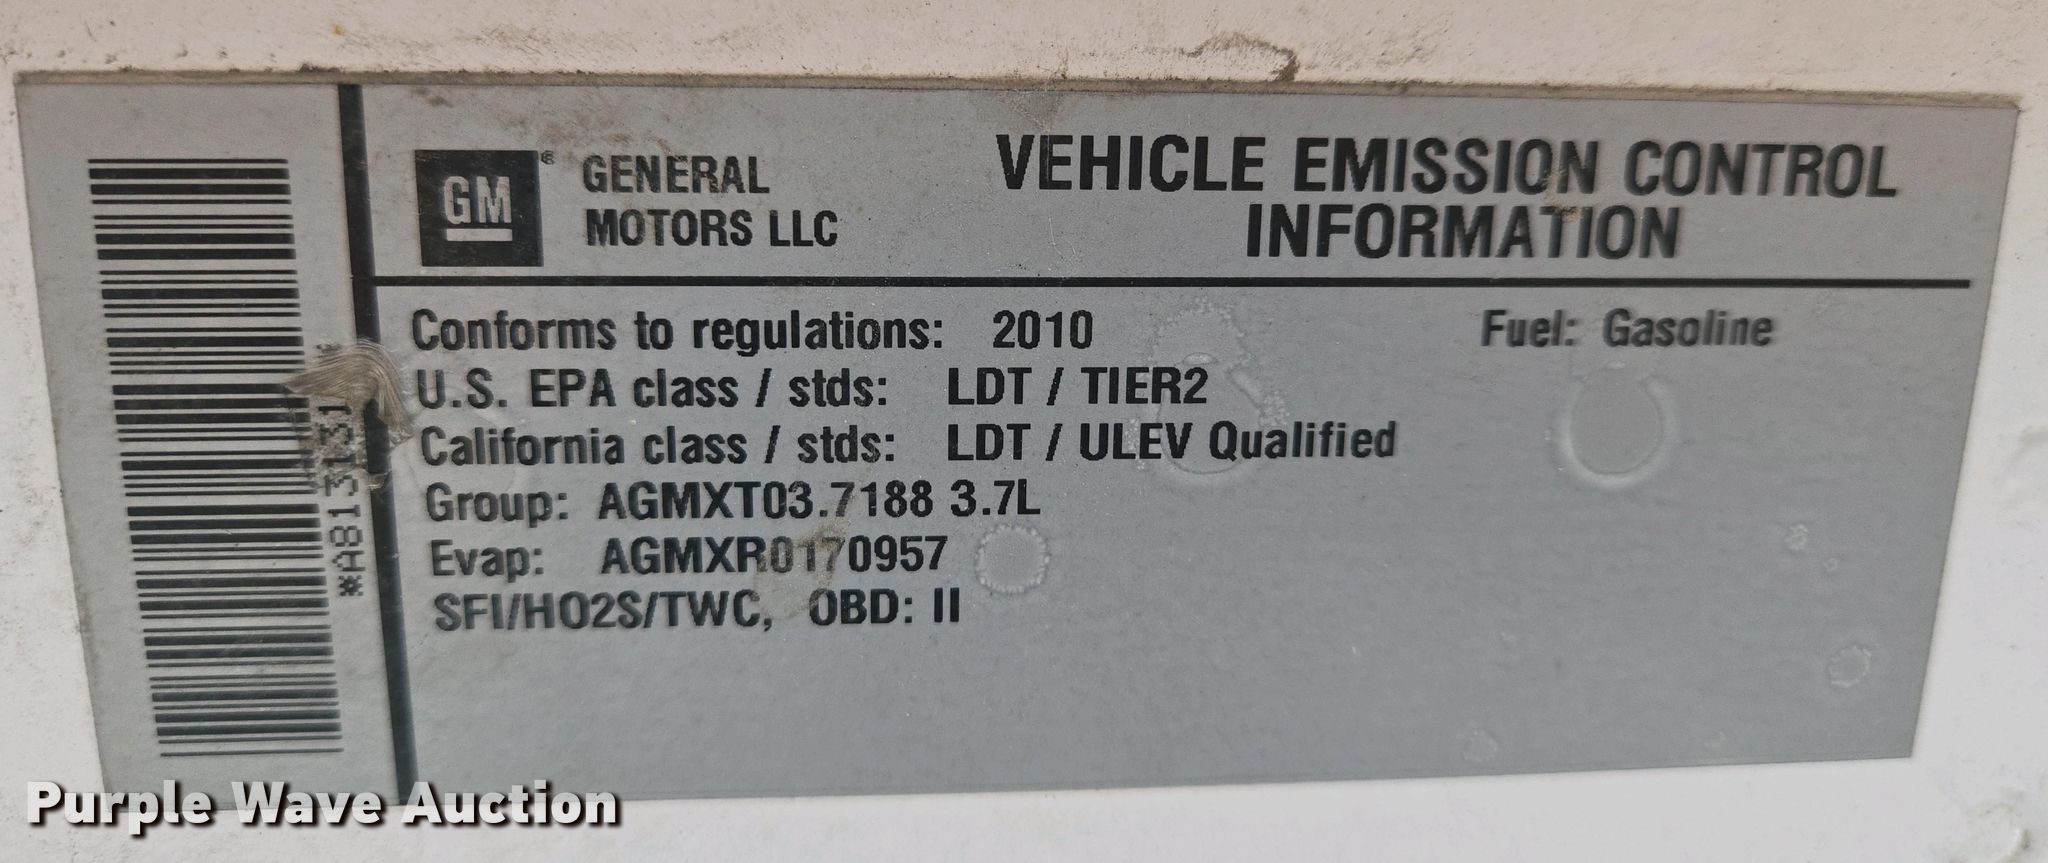 GM ® GENERAL
MOTORS LLC
VEHICLE EMISSION CONTROL
INFORMATION
Conforms to regulations: 2010 Fuel: Gasoline
U.S. EPA class / stds: LDT / TIER2
California class / stds: LDT / ULEV Qualified
Group: AGMXT03.7188 3.7L
Evap: AGMXR0170957
SFI/HO2S/TWC, OBD: II
Purple Wave Auction